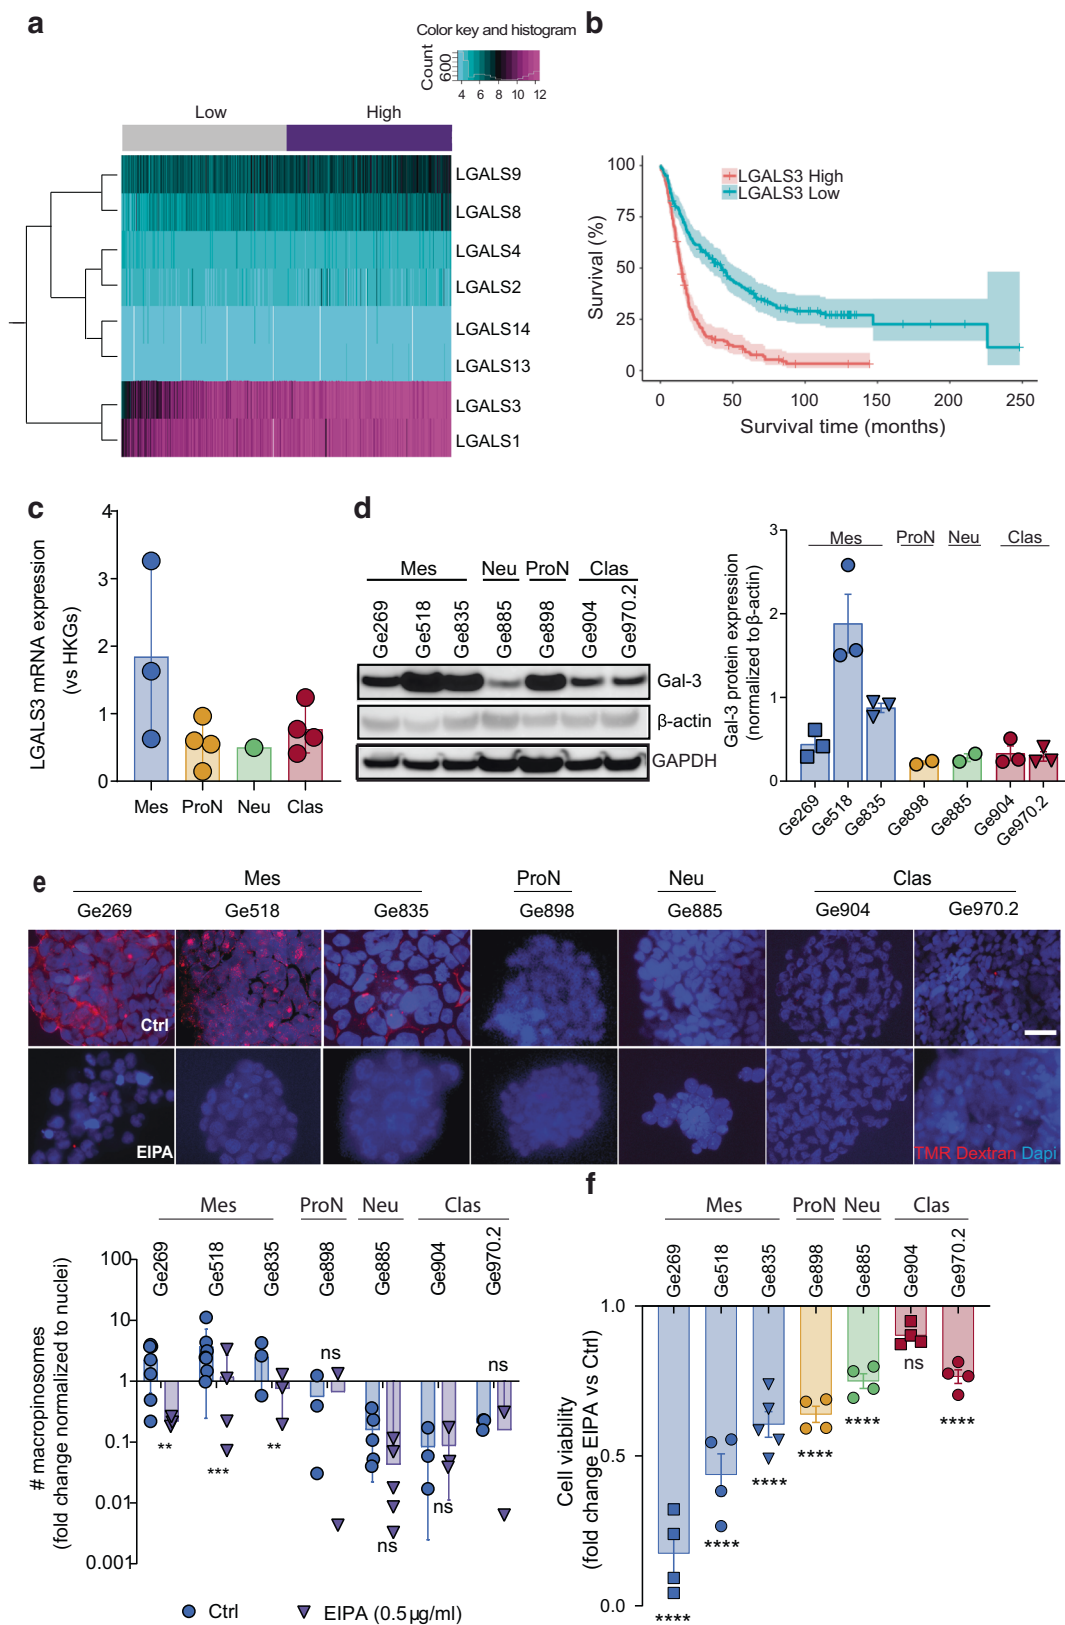 a
Color key and histogram
Count
600
4 6 8 10 12
Low High
LGALS9
LGALS8
LGALS4
LGALS2
LGALS14
LGALS13
LGALS3
LGALS1
b
LGALS3 High
LGALS3 Low
Survival (%)
100
75
50
25
0
0 50 100 150 200 250
Survival time (months)
c
LGALS3 mRNA expression
(vs HKGs)
4
3
2
1
0
Mes ProN Neu Clas
d
Mes Neu ProN Clas
Ge269 Ge518 Ge835 Ge885 Ge898 Ge904 Ge970.2
Gal-3
β-actin
GAPDH
Gal-3 protein expression
(normalized to β-actin)
3
2
1
0
Mes ProN Neu Clas
Ge269 Ge518 Ge835 Ge898 Ge885 Ge904 Ge970.2
e
Mes ProN Neu Clas
Ge269 Ge518 Ge835 Ge898 Ge885 Ge904 Ge970.2
Ctrl
EIPA
TMR Dextran Dapi
Mes ProN Neu Clas
Ge269 Ge518 Ge835 Ge898 Ge885 Ge904 Ge970.2
# macropinosomes
(fold change normalized to nuclei)
100
10
1
0.1
0.01
0.001
** *** ** ns ns ns ns
Ctrl EIPA (0.5µg/ml)
f
Mes ProN Neu Clas
Ge269 Ge518 Ge835 Ge898 Ge885 Ge904 Ge970.2
Cell viability
(fold change EIPA vs Ctrl)
1.0
0.5
0.0
**** **** **** **** **** ns ****